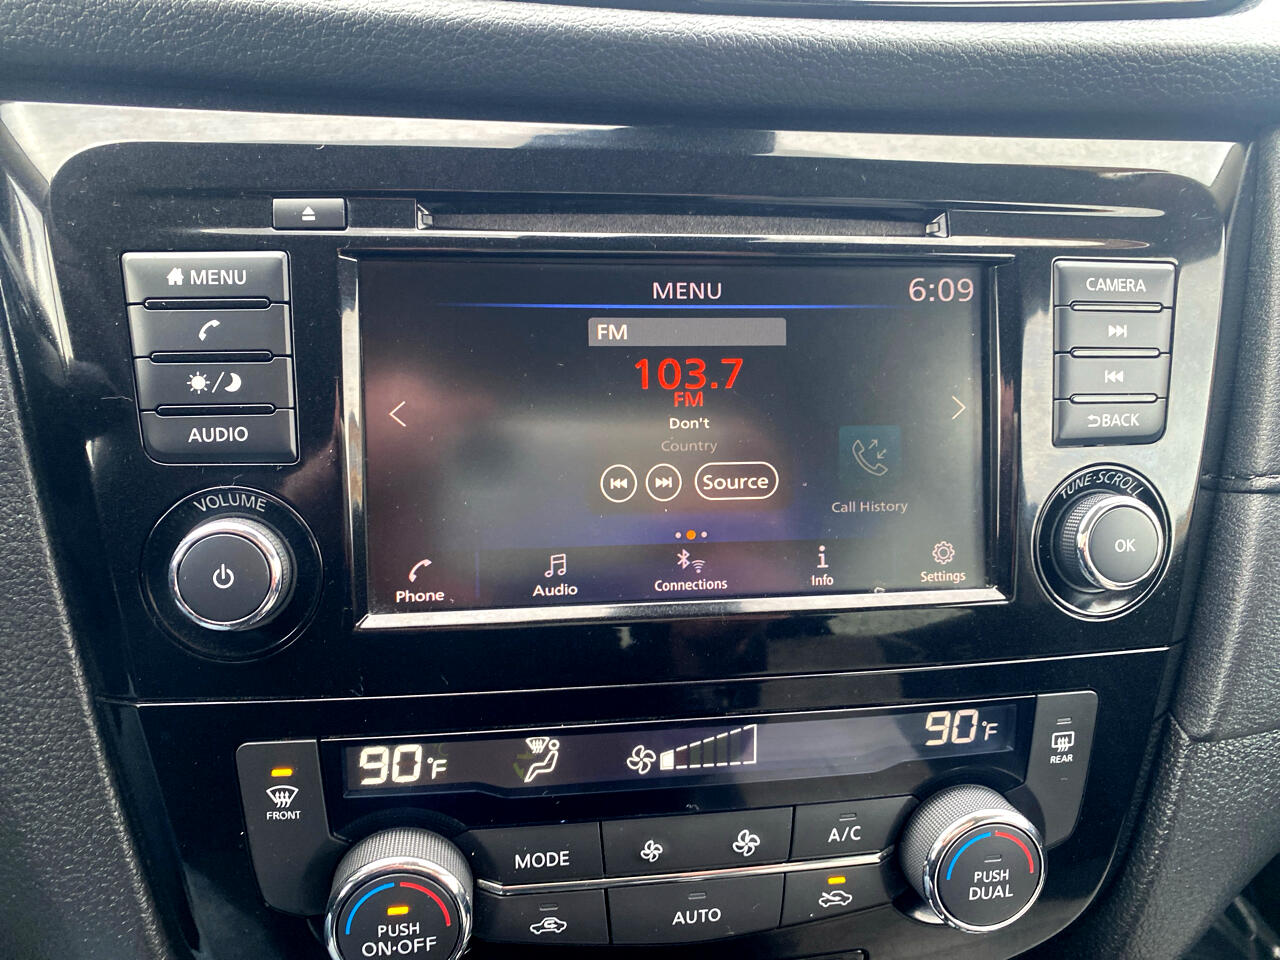 MENU
AUDIO
VOLUME
MENU
6:09
FM
103.7
FM
Don't
Country
Source
Call History
Phone
Audio
Connections
Info
Settings
CAMERA
BACK
TUNE·SCROLL
OK
90°F
90°F
FRONT
REAR
MODE
A/C
AUTO
PUSH
ON·OFF
PUSH
DUAL